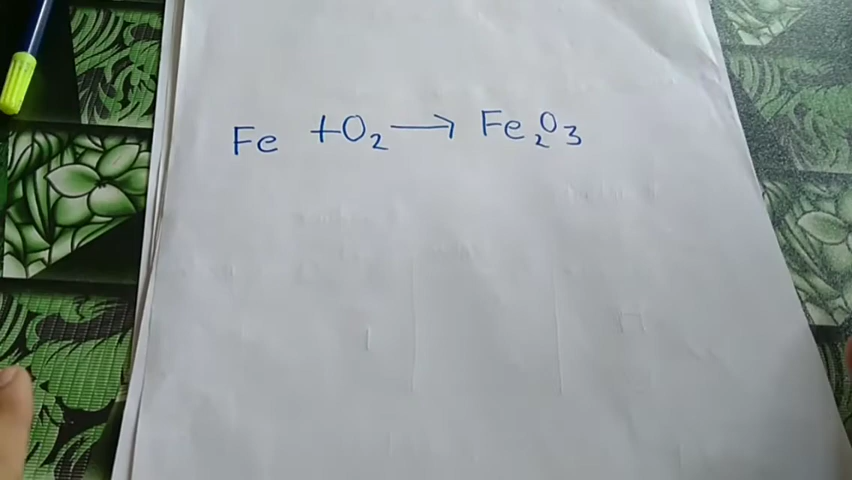 Fe + O₂ → Fe₂O₃